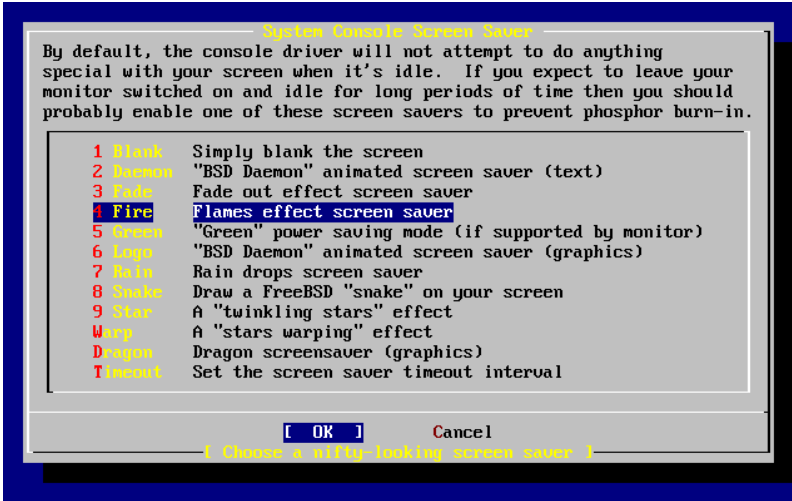 System Console Screen Saver
By default, the console driver will not attempt to do anything
special with your screen when it's idle.  If you expect to leave your
monitor switched on and idle for long periods of time then you should
probably enable one of these screen savers to prevent phosphor burn-in.
1 Blank    Simply blank the screen
2 Daemon   "BSD Daemon" animated screen saver (text)
3 Fade     Fade out effect screen saver
4 Fire     Flames effect screen saver
5 Green    "Green" power saving mode (if supported by monitor)
6 Logo     "BSD Daemon" animated screen saver (graphics)
7 Rain     Rain drops screen saver
8 Snake    Draw a FreeBSD "snake" on your screen
9 Star     A "twinkling stars" effect
Warp       A "stars warping" effect
Dragon     Dragon screensaver (graphics)
Timeout    Set the screen saver timeout interval
[  OK  ]     Cancel
[ Choose a nifty-looking screen saver ]